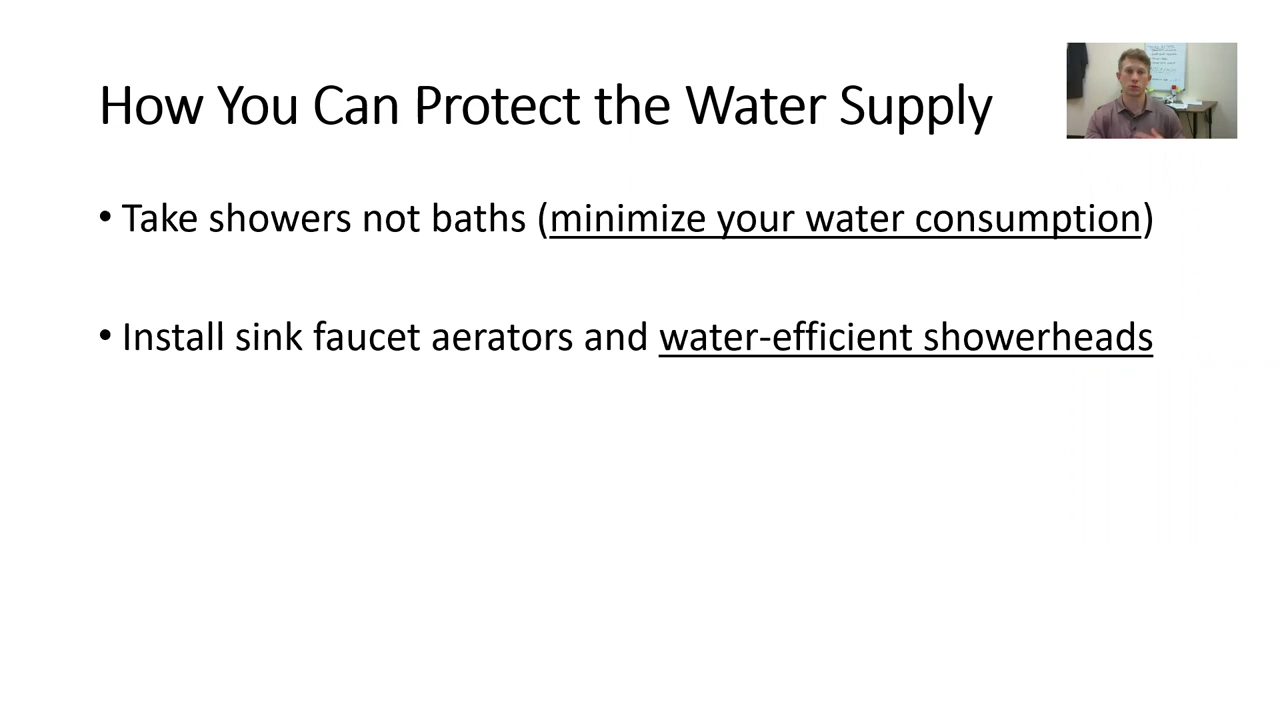 How You Can Protect the Water Supply
• Take showers not baths (minimize your water consumption)
• Install sink faucet aerators and water-efficient showerheads